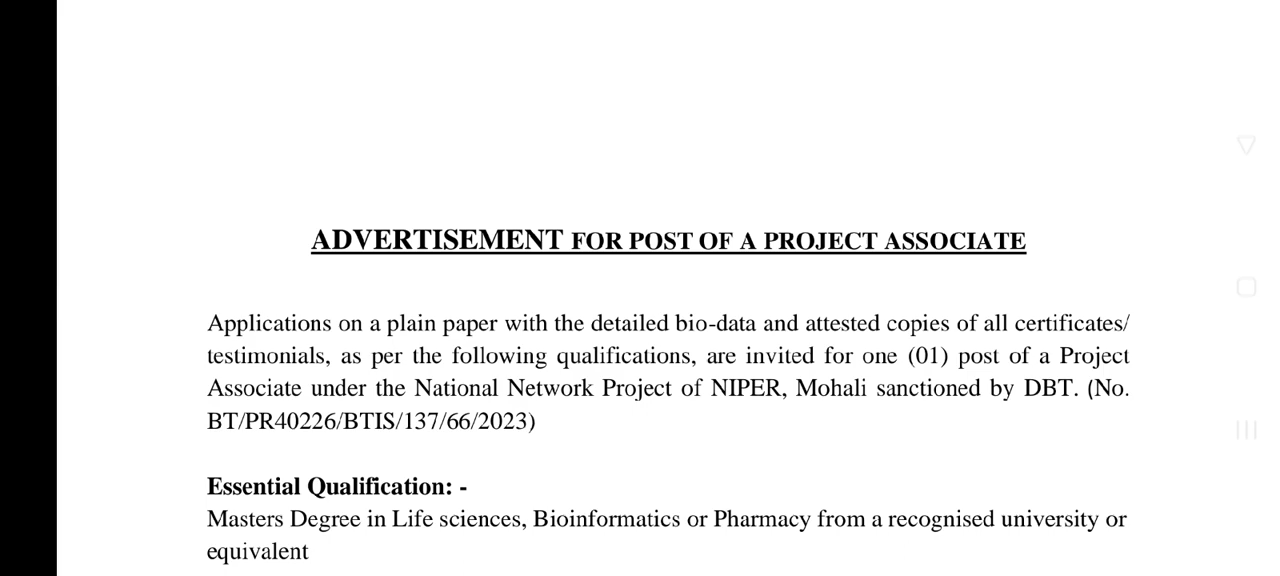 ADVERTISEMENT FOR POST OF A PROJECT ASSOCIATE
Applications on a plain paper with the detailed bio-data and attested copies of all certificates/
testimonials, as per the following qualifications, are invited for one (01) post of a Project
Associate under the National Network Project of NIPER, Mohali sanctioned by DBT. (No.
BT/PR40226/BTIS/137/66/2023)
Essential Qualification: -
Masters Degree in Life sciences, Bioinformatics or Pharmacy from a recognised university or
equivalent